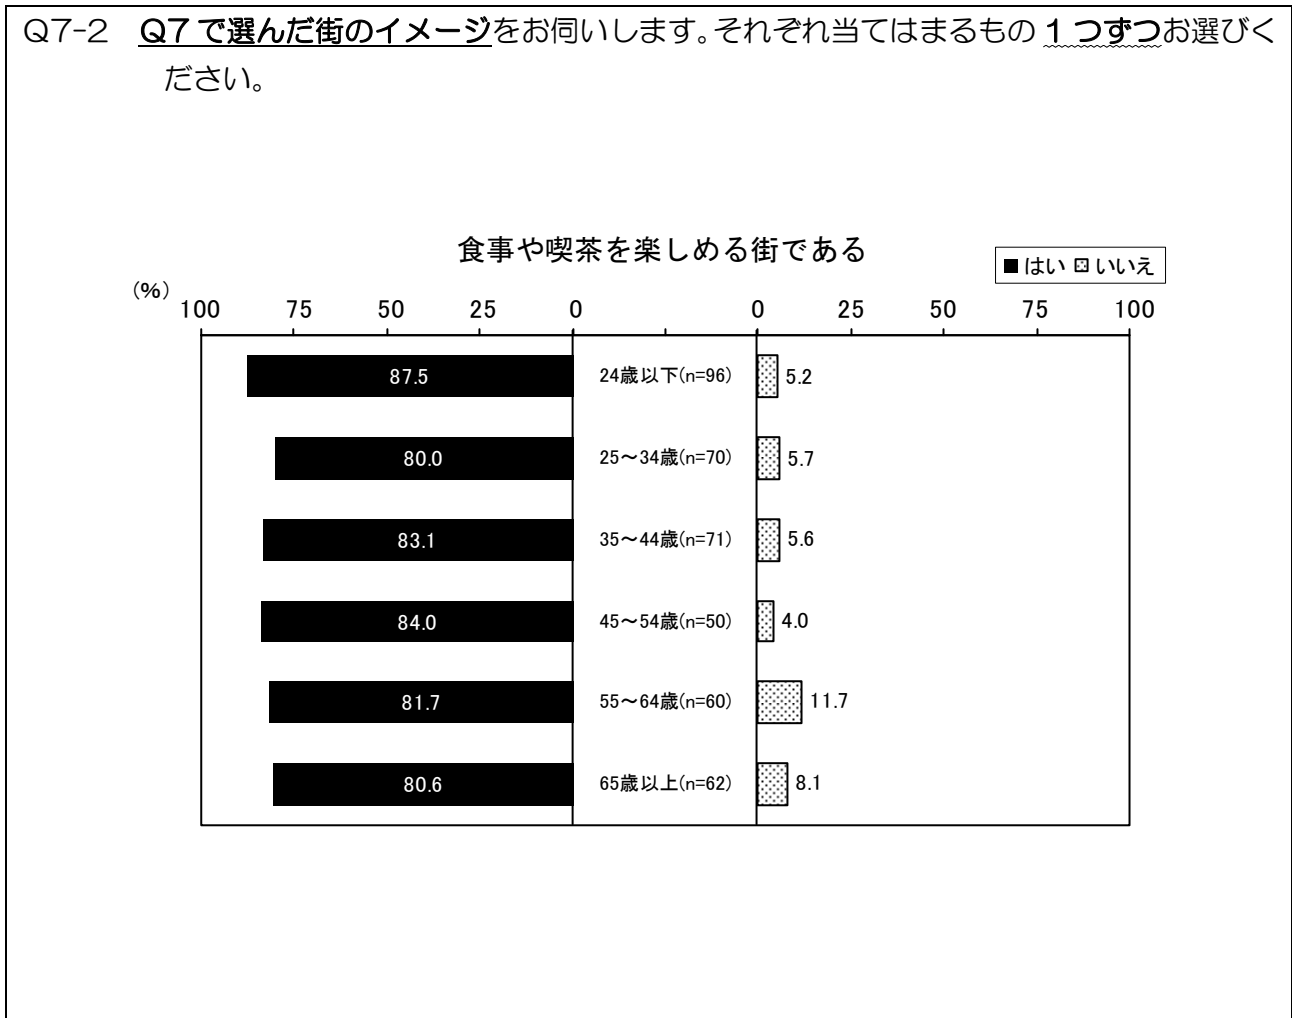 Q7-2 Q7で選んだ街のイメージをお伺いします。それぞれ当てはまるもの1つずつお選びく
ださい。
食事や喫茶を楽しめる街である
■はい いいえ
(%)
100 75 50 25 0 0 25 50 75 100
87.5 24歳以下(n=96) 5.2
80.0 25～34歳(n=70) 5.7
83.1 35～44歳(n=71) 5.6
84.0 45～54歳(n=50) 4.0
81.7 55～64歳(n=60) 11.7
80.6 65歳以上(n=62) 8.1